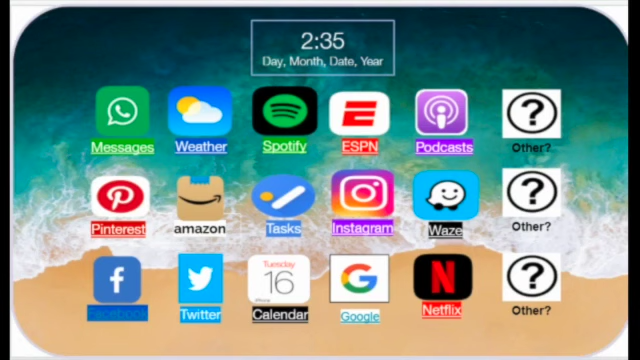 2:35
Day, Month, Date, Year
Messages
Weather
Spotify
ESPN
Podcasts
Other?
Pinterest
amazon
Tasks
Instagram
Waze
Other?
Tuesday
16
Facebook
Twitter
Calendar
Google
Netflix
Other?